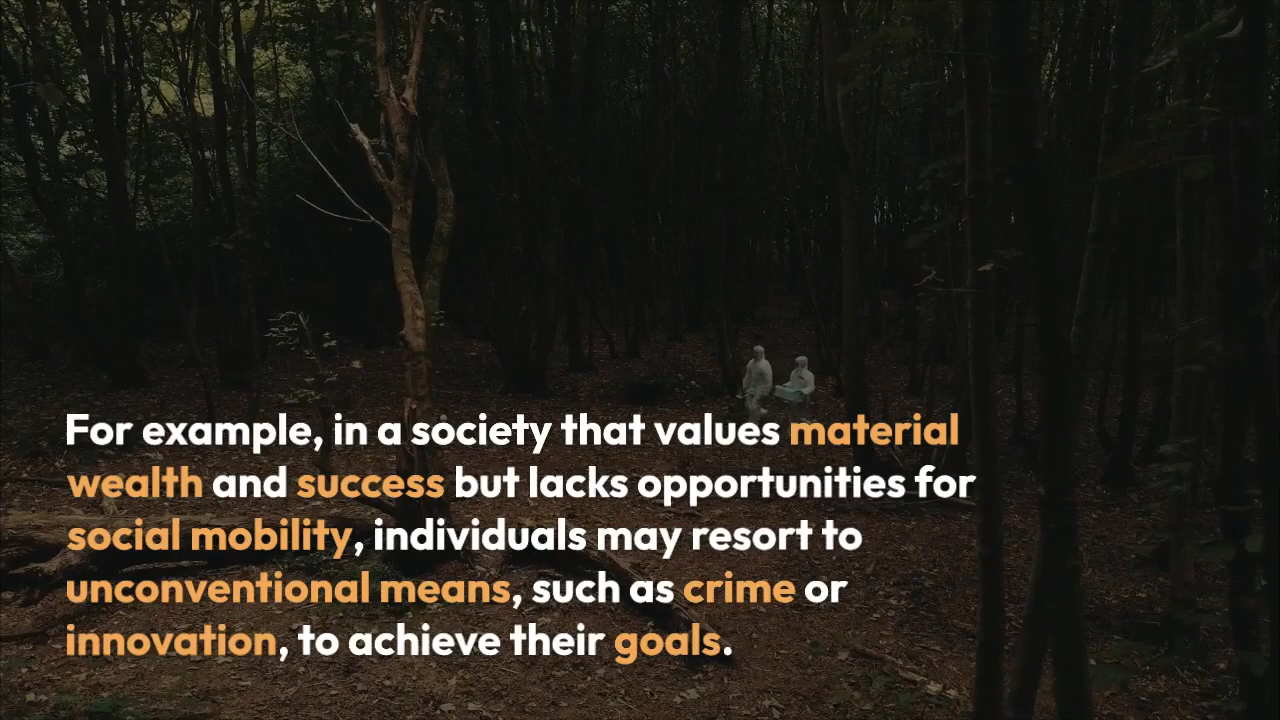 For example, in a society that values material
wealth and success but lacks opportunities for
social mobility, individuals may resort to
unconventional means, such as crime or
innovation, to achieve their goals.